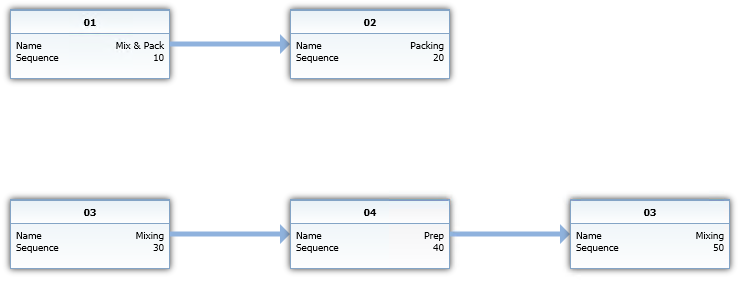 01
Name Mix & Pack
Sequence 10
02
Name Packing
Sequence 20
03
Name Mixing
Sequence 30
04
Name Prep
Sequence 40
03
Name Mixing
Sequence 50